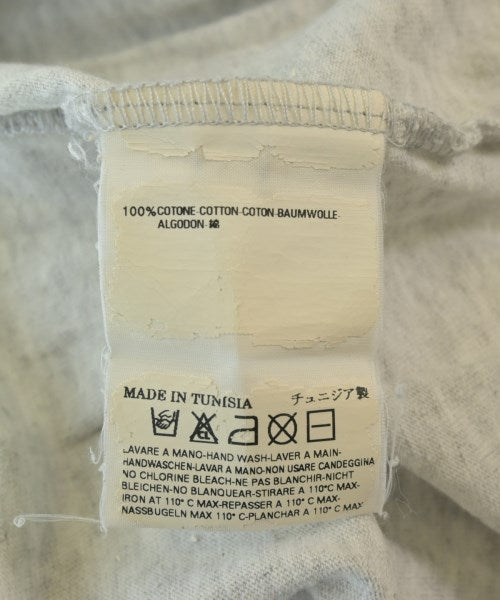 100% COTONE-COTTON-COTON-BAUMWOLLE-
ALGODON-綿
MADE IN TUNISIA チュニジア製
LAVARE A MANO-HAND WASH-LAVER A MAIN-
HANDWASCHEN-LAVAR A MANO-NON USARE CANDEGGINA
NO CHLORINE BLEACH-NE PAS BLANCHIR-NICHT
BLEICHEN-NO BLANQUEAR-STIRARE A 110°C MAX-
IRON AT 110° C MAX-REPASSER A 110°C MAX-
NASSBUGELN MAX 110° C-PLANCHAR A 110°C MAX